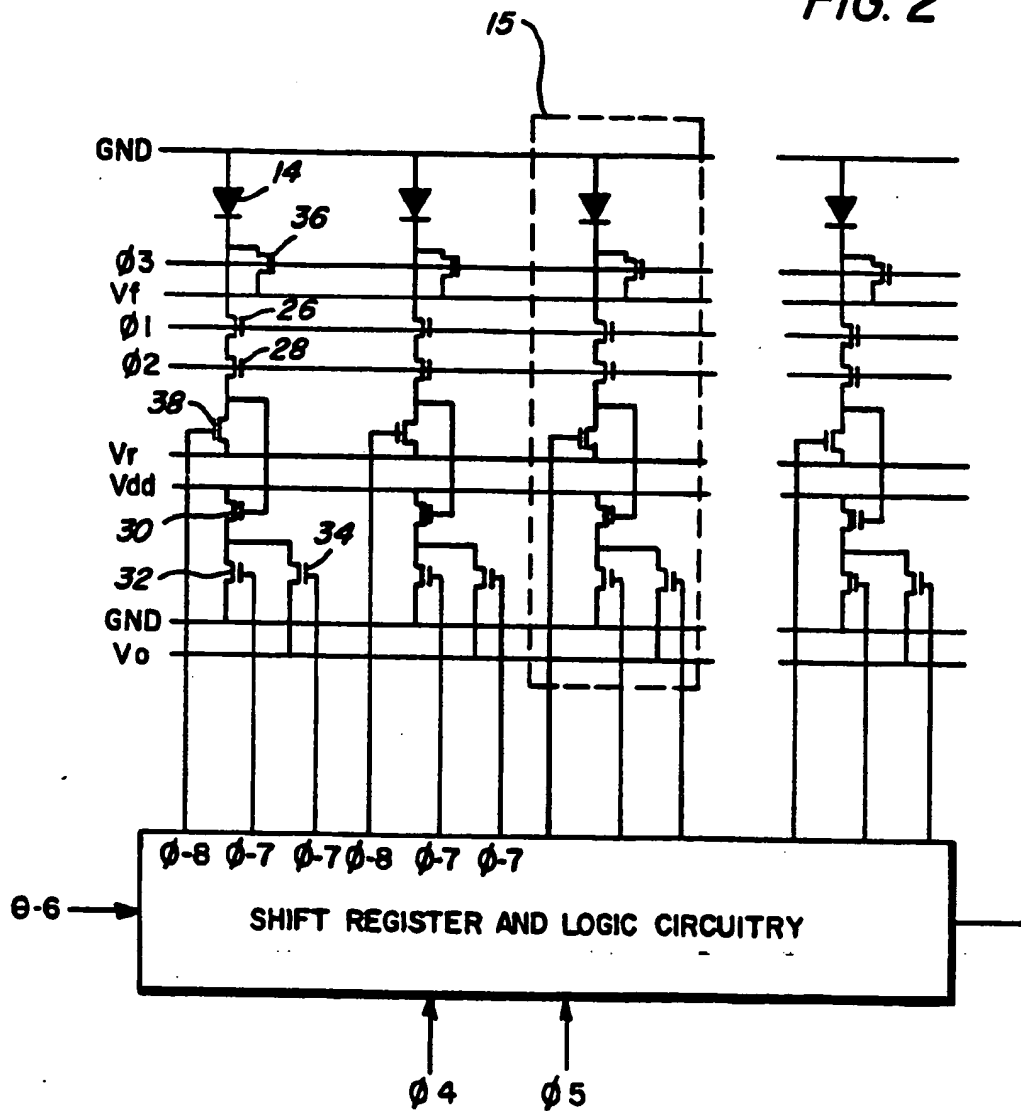 FIG. 2
15
GND
14
36
Ø3
Vf
Ø1
26
Ø2
28
38
Vr
Vdd
30
34
32
GND
Vo
Ø-8 Ø-7 Ø-7 Ø-8 Ø-7 Ø-7
θ-6
SHIFT REGISTER AND LOGIC CIRCUITRY
Ø4 Ø5